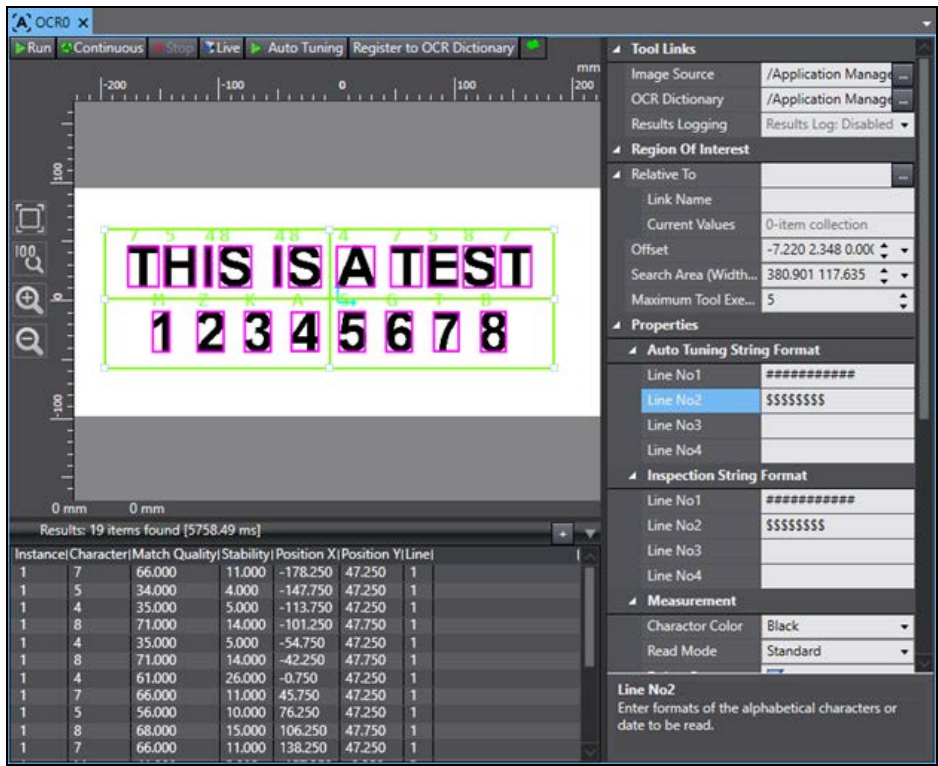 OCR0 ×
Run Continuous Stop Live Auto Tuning Register to OCR Dictionary
mm
-200 -100 0 100 200
100
0
-100
7 5 4 8 4 8 4 7 5 8 7
THIS IS A TEST
M Z K A S G T B
1 2 3 4 5 6 7 8
0 mm 0 mm
Results: 19 items found [5758.49 ms]
Instance|Character|Match Quality|Stability|Position X|Position Y|Line|
1 7 66.000 11.000 -178.250 47.250 1
1 5 34.000 4.000 -147.750 47.250 1
1 4 35.000 5.000 -113.750 47.250 1
1 8 71.000 14.000 -101.250 47.750 1
1 4 35.000 5.000 -54.750 47.250 1
1 8 71.000 14.000 -42.250 47.750 1
1 4 61.000 26.000 -0.750 47.250 1
1 7 66.000 11.000 45.750 47.250 1
1 5 56.000 10.000 76.250 47.250 1
1 8 68.000 15.000 106.250 47.750 1
1 7 66.000 11.000 138.250 47.250 1
Tool Links
Image Source /Application Manage ...
OCR Dictionary /Application Manage ...
Results Logging Results Log: Disabled
Region Of Interest
Relative To ...
Link Name
Current Values 0-item collection
Offset -7.220 2.348 0.00(
Search Area (Width... 380.901 117.635
Maximum Tool Exe... 5
Properties
Auto Tuning String Format
Line No1 ###########
Line No2 $$$$$$$$
Line No3
Line No4
Inspection String Format
Line No1 ###########
Line No2 $$$$$$$$
Line No3
Line No4
Measurement
Charactor Color Black
Read Mode Standard
Line No2
Enter formats of the alphabetical characters or
date to be read.